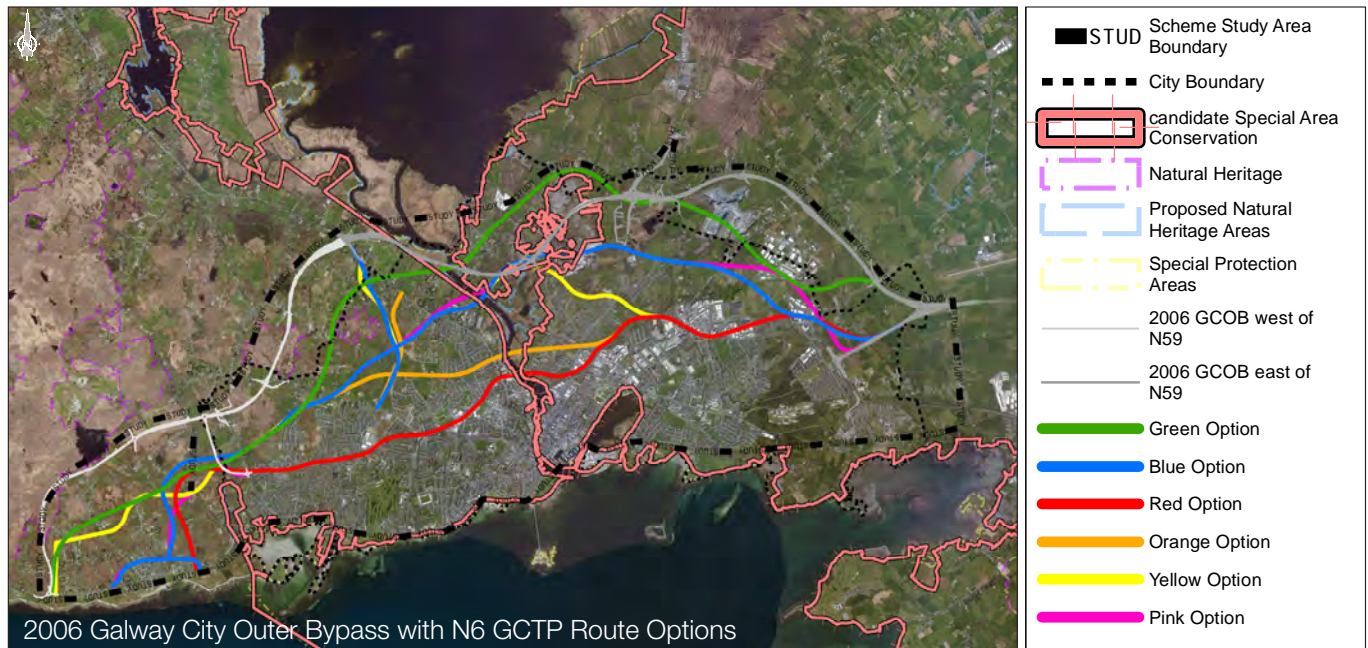 2006 Galway City Outer Bypass with N6 GCTP Route Options
STUD
Scheme Study Area
Boundary
City Boundary
candidate Special Area
Conservation
Natural Heritage
Proposed Natural
Heritage Areas
Special Protection
Areas
2006 GCOB west of
N59
2006 GCOB east of
N59
Green Option
Blue Option
Red Option
Orange Option
Yellow Option
Pink Option